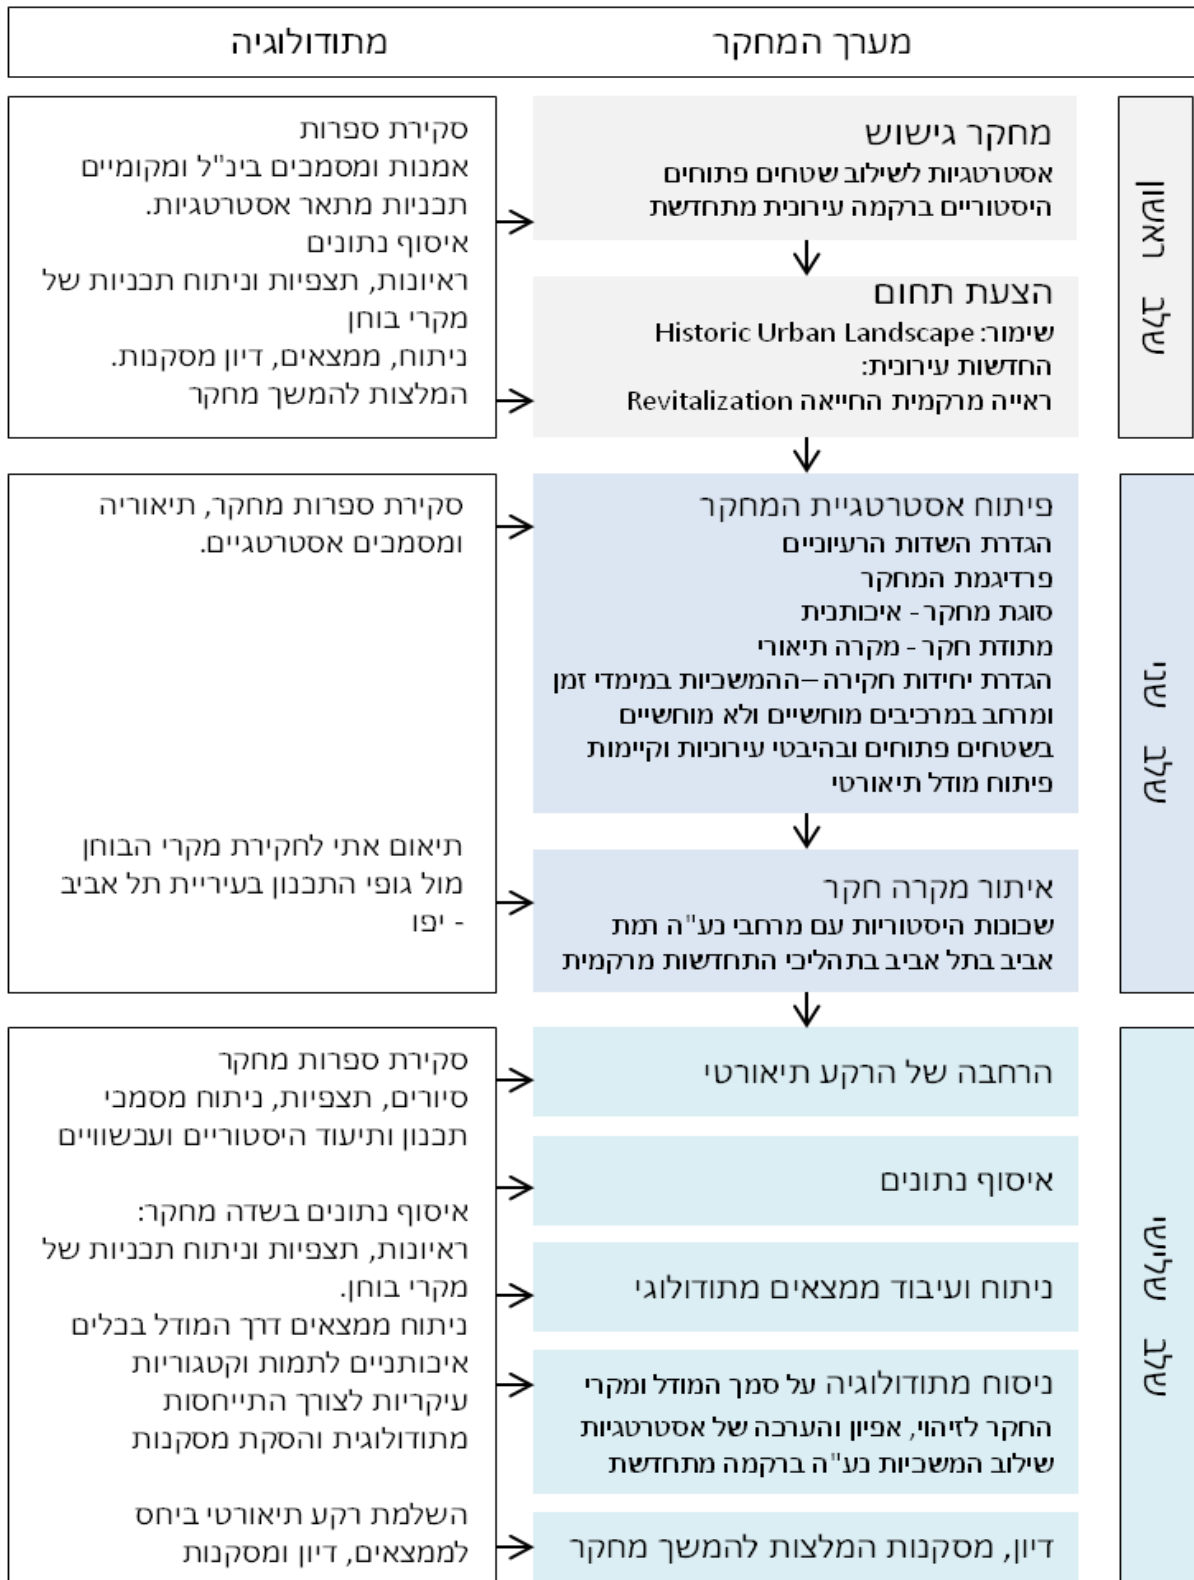 מערך המחקר
מתודולוגיה
שלב ראשון
מחקר גישוש
אסטרטגיות לשילוב שטחים פתוחים
היסטוריים ברקמה עירונית מתחדשת
הצעת תחום
שימור: Historic Urban Landscape
החדשות עירונית:
ראייה מרקמית החייאה Revitalization
סקירת ספרות
אמנות ומסמכים בינ"ל ומקומיים
תכניות מתאר אסטרטגיות.
איסוף נתונים
ראיונות, תצפיות וניתוח תכניות של
מקרי בוחן
ניתוח, ממצאים, דיון מסקנות.
המלצות להמשך מחקר
שלב שני
פיתוח אסטרטגיית המחקר
הגדרת השדות הרעיוניים
פרדיגמת המחקר
סוגת מחקר - איכותנית
מתודת חקר - מקרה תיאורי
הגדרת יחידות חקירה – ההמשכיות במימדי זמן
ומרחב במרכיבים מוחשיים ולא מוחשיים
בשטחים פתוחים ובהיבטי עירוניות וקיימות
פיתוח מודל תיאורטי
איתור מקרה חקר
שכונות היסטוריות עם מרחבי נע"ה רמת
אביב בתל אביב בתהליכי התחדשות מרקמית
סקירת ספרות מחקר, תיאוריה
ומסמכים אסטרטגיים.
תיאום אתי לחקירת מקרי הבוחן
מול גופי התכנון בעיריית תל אביב
- יפו
שלב שלישי
הרחבה של הרקע תיאורטי
איסוף נתונים
ניתוח ועיבוד ממצאים מתודולוגי
ניסוח מתודולוגיה על סמך המודל ומקרי
החקר לזיהוי, אפיון והערכה של אסטרטגיות
שילוב המשכיות נע"ה ברקמה מתחדשת
דיון, מסקנות המלצות להמשך מחקר
סקירת ספרות מחקר
סיורים, תצפיות, ניתוח מסמכי
תכנון ותיעוד היסטוריים ועכשוויים
איסוף נתונים בשדה מחקר:
ראיונות, תצפיות וניתוח תכניות של
מקרי בוחן.
ניתוח ממצאים דרך המודל בכלים
איכותניים לתמות וקטגוריות
עיקריות לצורך התייחסות
מתודולוגית והסקת מסקנות
השלמת רקע תיאורטי ביחס
לממצאים, דיון ומסקנות